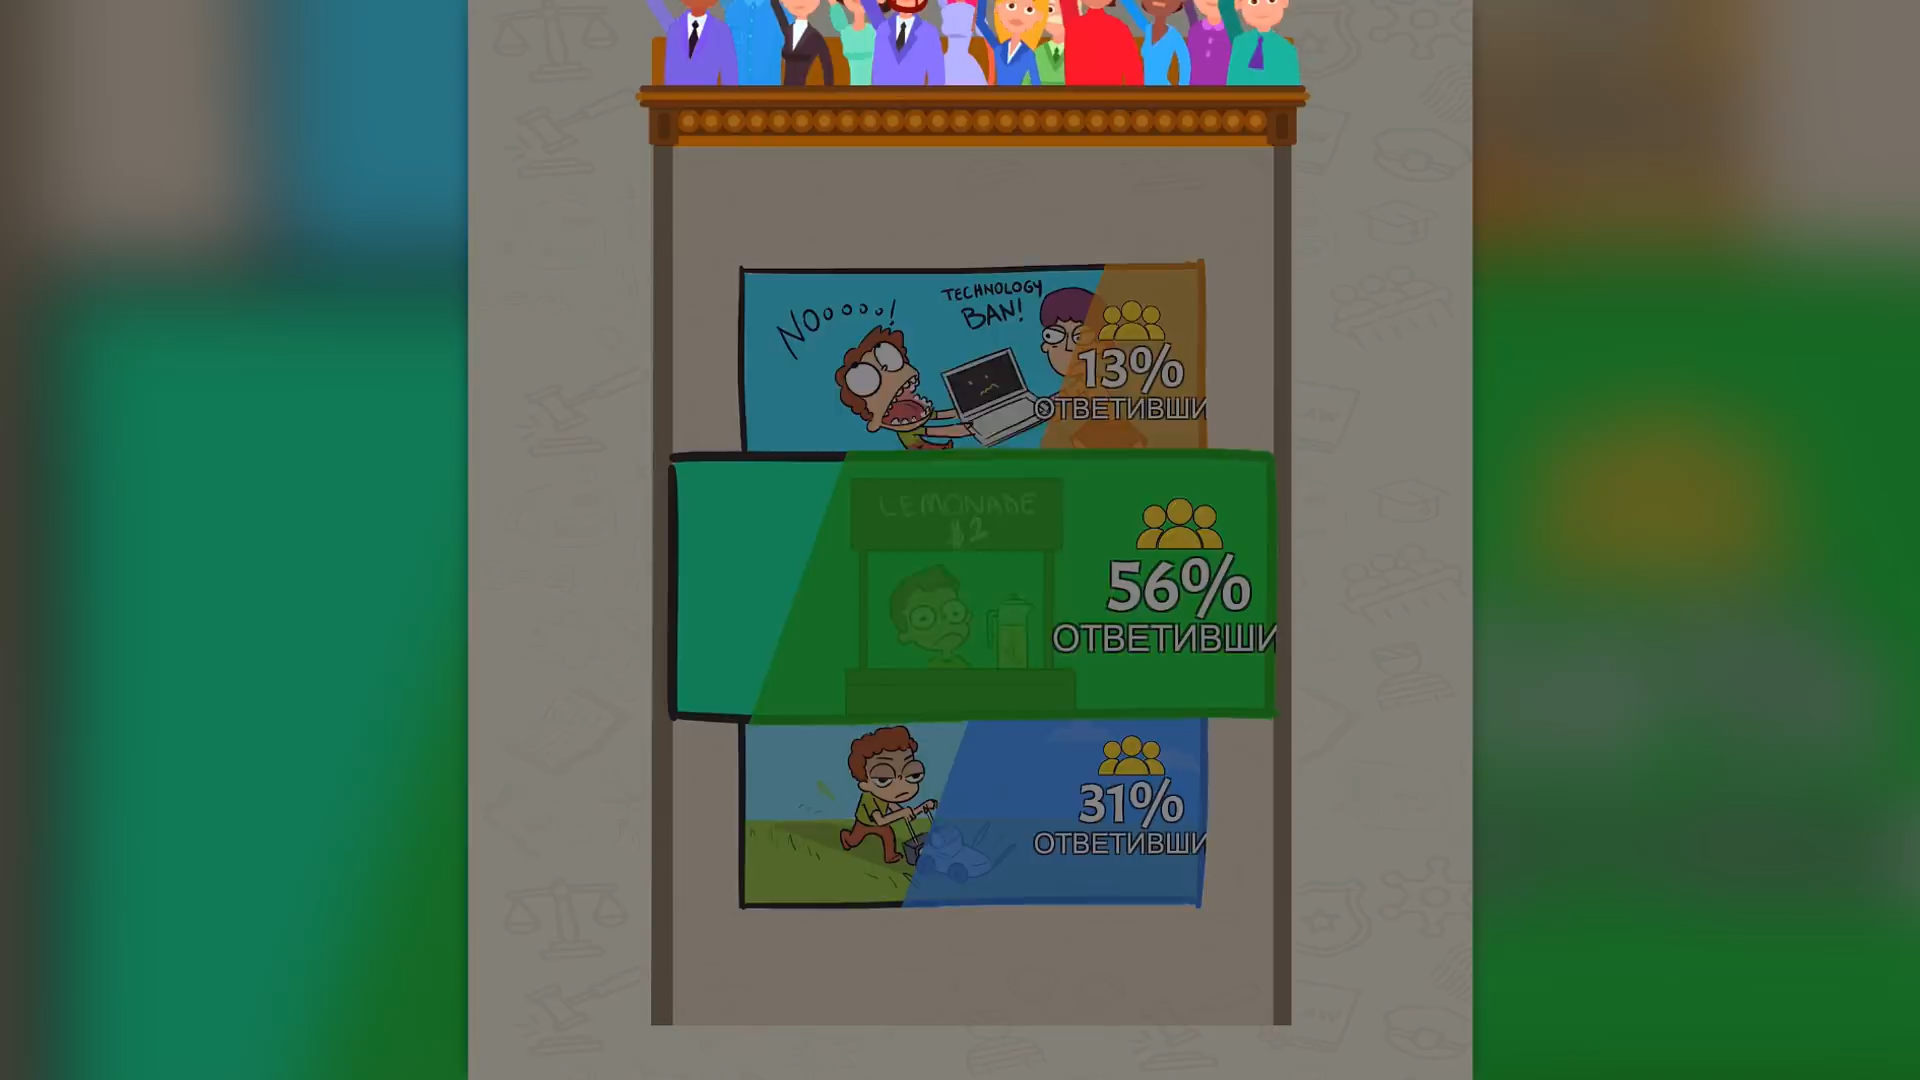 NOoooo!
TECHNOLOGY
BAN!
13%
ОТВЕТИВШИ
LEMONADE
$2
56%
ОТВЕТИВШИ
31%
ОТВЕТИВШИ